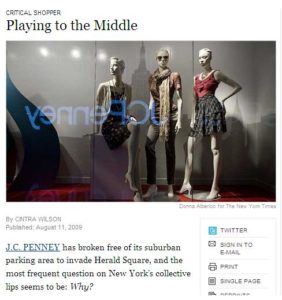 CRITICAL SHOPPER
Playing to the Middle
JCPenney
Donna Alberico for The New York Times
By CINTRA WILSON
Published: August 11, 2009
J.C. PENNEY has broken free of its suburban
parking area to invade Herald Square, and the
most frequent question on New York's collective
lips seems to be: Why?
TWITTER
SIGN IN TO
E-MAIL
PRINT
SINGLE PAGE
REPRINTS